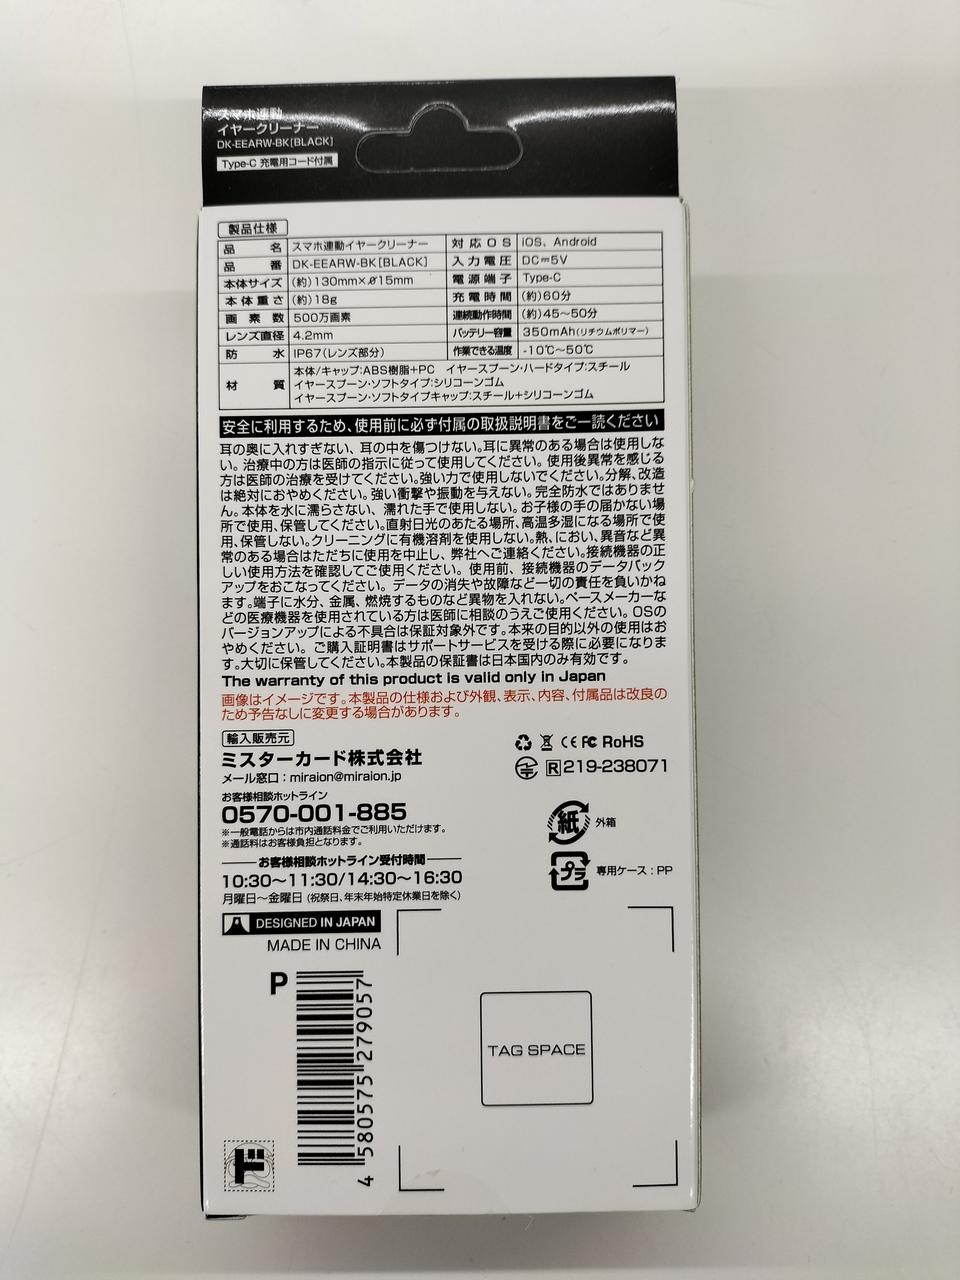 スマホ連動
イヤークリーナー
DK-EEARW-BK[BLACK]
Type-C 充電用コード付属
製品仕様
品名 スマホ連動イヤークリーナー 対応OS iOS、Android
品番 DK-EEARW-BK[BLACK] 入力電圧 DC⎓5V
本体サイズ (約)130mm×⌀15mm 電源端子 Type-C
本体重さ (約)18g 充電時間 (約)60分
画素数 500万画素 連続動作時間 (約)45〜50分
レンズ直径 4.2mm バッテリー容量 350mAh(リチウムポリマー)
防水 IP67(レンズ部分) 作業できる温度 -10℃〜50℃
材質 本体/キャップ:ABS樹脂+PC イヤースプーン・ハードタイプ:スチール
イヤースプーン・ソフトタイプ:シリコーンゴム
イヤースプーン・ソフトタイプキャップ:スチール+シリコーンゴム
安全に利用するため、使用前に必ず付属の取扱説明書をご一読ください
耳の奥に入れすぎない、耳の中を傷つけない。耳に異常のある場合は使用しな
い。治療中の方は医師の指示に従って使用してください。使用後異常を感じる
方は医師の治療を受けてください。強い力で使用しないでください。分解、改造
は絶対におやめください。強い衝撃や振動を与えない。完全防水ではありませ
ん。本体を水に濡らさない、濡れた手で使用しない。お子様の手の届かない場
所で使用、保管してください。直射日光のあたる場所、高温多湿になる場所で使
用、保管しない。クリーニングに有機溶剤を使用しない。熱、におい、異音など異
常のある場合はただちに使用を中止し、弊社へご連絡ください。接続機器の正
しい使用方法を確認してご使用ください。使用前、接続機器のデータバック
アップをおこなってください。データの消失や故障など一切の責任を負いかね
ます。端子に水分、金属、燃焼するものなど異物を入れない。ペースメーカーな
どの医療機器を使用されている方は医師に相談のうえご使用ください。OSの
バージョンアップによる不具合は保証対象外です。本来の目的以外の使用はお
やめください。ご購入証明書はサポートサービスを受ける際に必要になりま
す。大切に保管してください。本製品の保証書は日本国内のみ有効です。
The warranty of this product is valid only in Japan
画像はイメージです。本製品の仕様および外観、表示、内容、付属品は改良の
ため予告なしに変更する場合があります。
輸入販売元
ミスターカード株式会社
メール窓口：miraion@miraion.jp
お客様相談ホットライン
0570-001-885
※一般電話からは市内通話料金でご利用いただけます。
※通話料はお客様負担となります。
お客様相談ホットライン受付時間
10:30〜11:30/14:30〜16:30
月曜日〜金曜日 (祝祭日、年末年始特定休業日を除く)
CE FC RoHS
R 219-238071
紙 外箱
プラ 専用ケース：PP
DESIGNED IN JAPAN
MADE IN CHINA
P
4 580575 279057
TAG SPACE